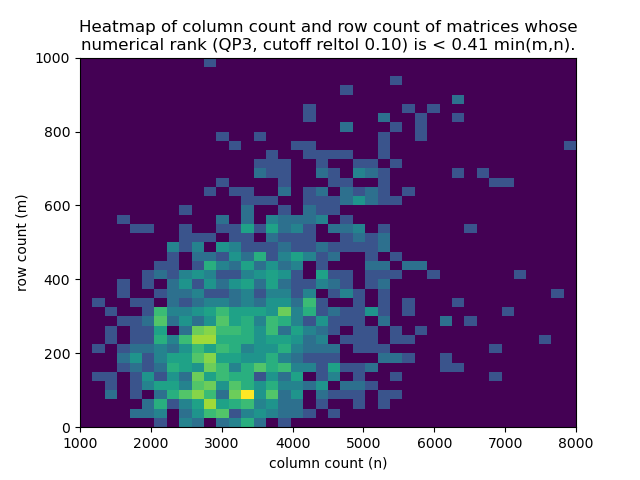 Heatmap of column count and row count of matrices whose
numerical rank (QP3, cutoff reltol 0.10) is < 0.41 min(m,n).
1000
800
600
400
200
0
row count (m)
1000 2000 3000 4000 5000 6000 7000 8000
column count (n)